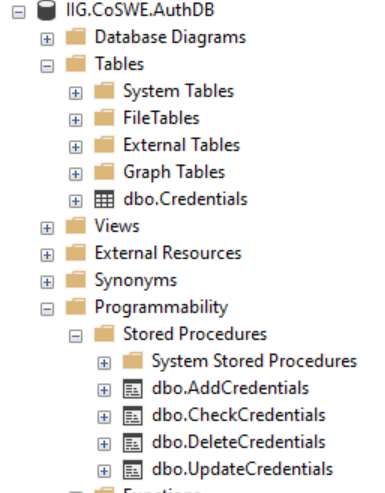 IIG.CoSWE.AuthDB
Database Diagrams
Tables
System Tables
FileTables
External Tables
Graph Tables
dbo.Credentials
Views
External Resources
Synonyms
Programmability
Stored Procedures
System Stored Procedures
dbo.AddCredentials
dbo.CheckCredentials
dbo.DeleteCredentials
dbo.UpdateCredentials
Functions